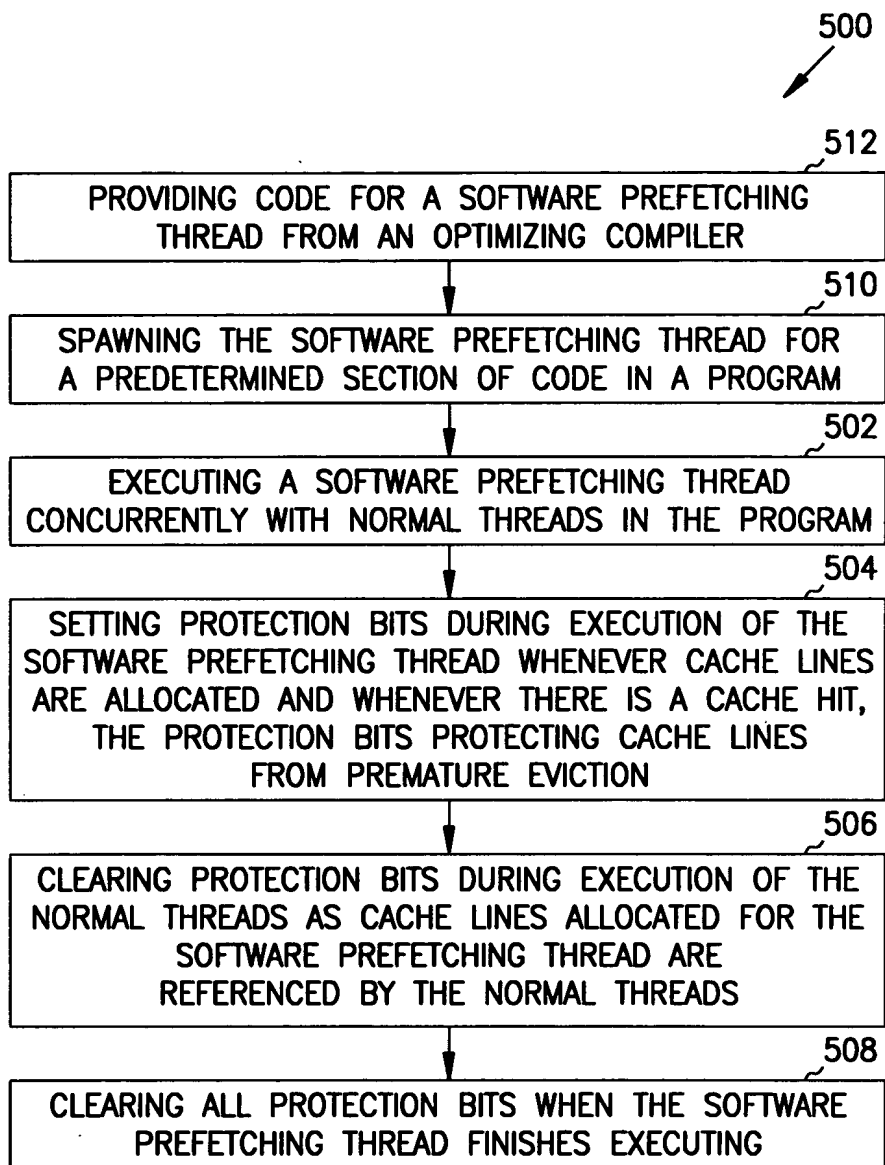 500
512
PROVIDING CODE FOR A SOFTWARE PREFETCHING
THREAD FROM AN OPTIMIZING COMPILER
510
SPAWNING THE SOFTWARE PREFETCHING THREAD FOR
A PREDETERMINED SECTION OF CODE IN A PROGRAM
502
EXECUTING A SOFTWARE PREFETCHING THREAD
CONCURRENTLY WITH NORMAL THREADS IN THE PROGRAM
504
SETTING PROTECTION BITS DURING EXECUTION OF THE
SOFTWARE PREFETCHING THREAD WHENEVER CACHE LINES
ARE ALLOCATED AND WHENEVER THERE IS A CACHE HIT,
THE PROTECTION BITS PROTECTING CACHE LINES
FROM PREMATURE EVICTION
506
CLEARING PROTECTION BITS DURING EXECUTION OF THE
NORMAL THREADS AS CACHE LINES ALLOCATED FOR THE
SOFTWARE PREFETCHING THREAD ARE
REFERENCED BY THE NORMAL THREADS
508
CLEARING ALL PROTECTION BITS WHEN THE SOFTWARE
PREFETCHING THREAD FINISHES EXECUTING